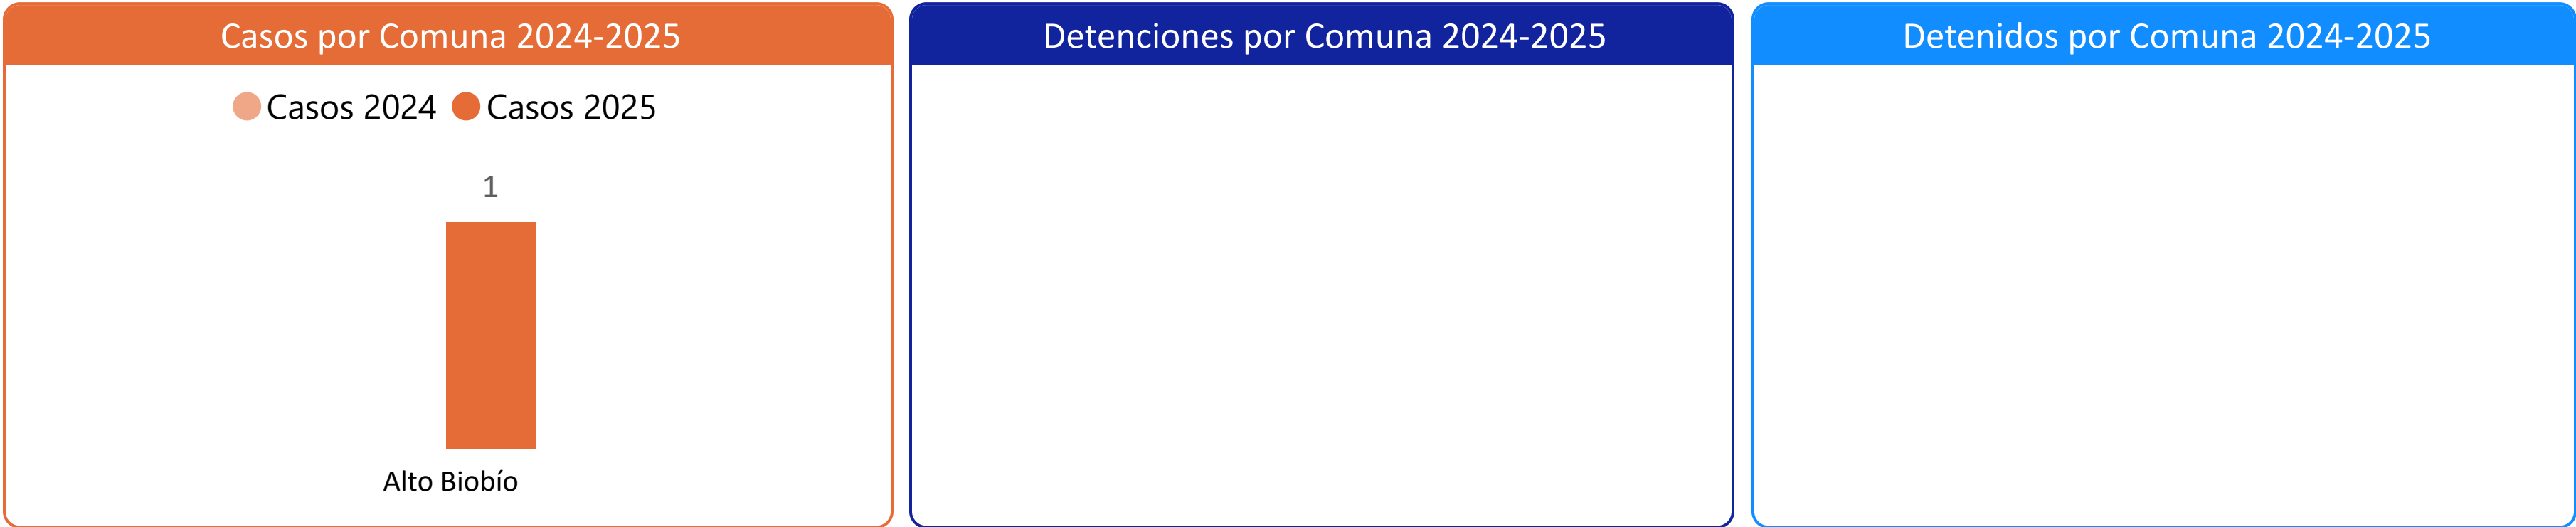 Casos por Comuna 2024-2025
Casos 2024 Casos 2025
1
Alto Biobío
Detenciones por Comuna 2024-2025
Detenidos por Comuna 2024-2025